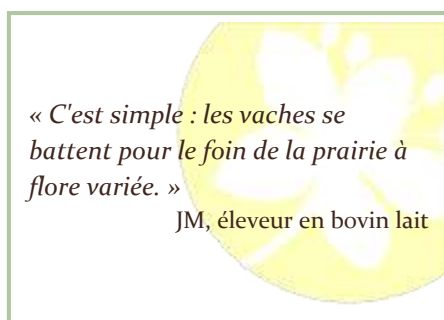 « C'est simple : les vaches se
battent pour le foin de la prairie à
flore variée. »
JM, éleveur en bovin lait